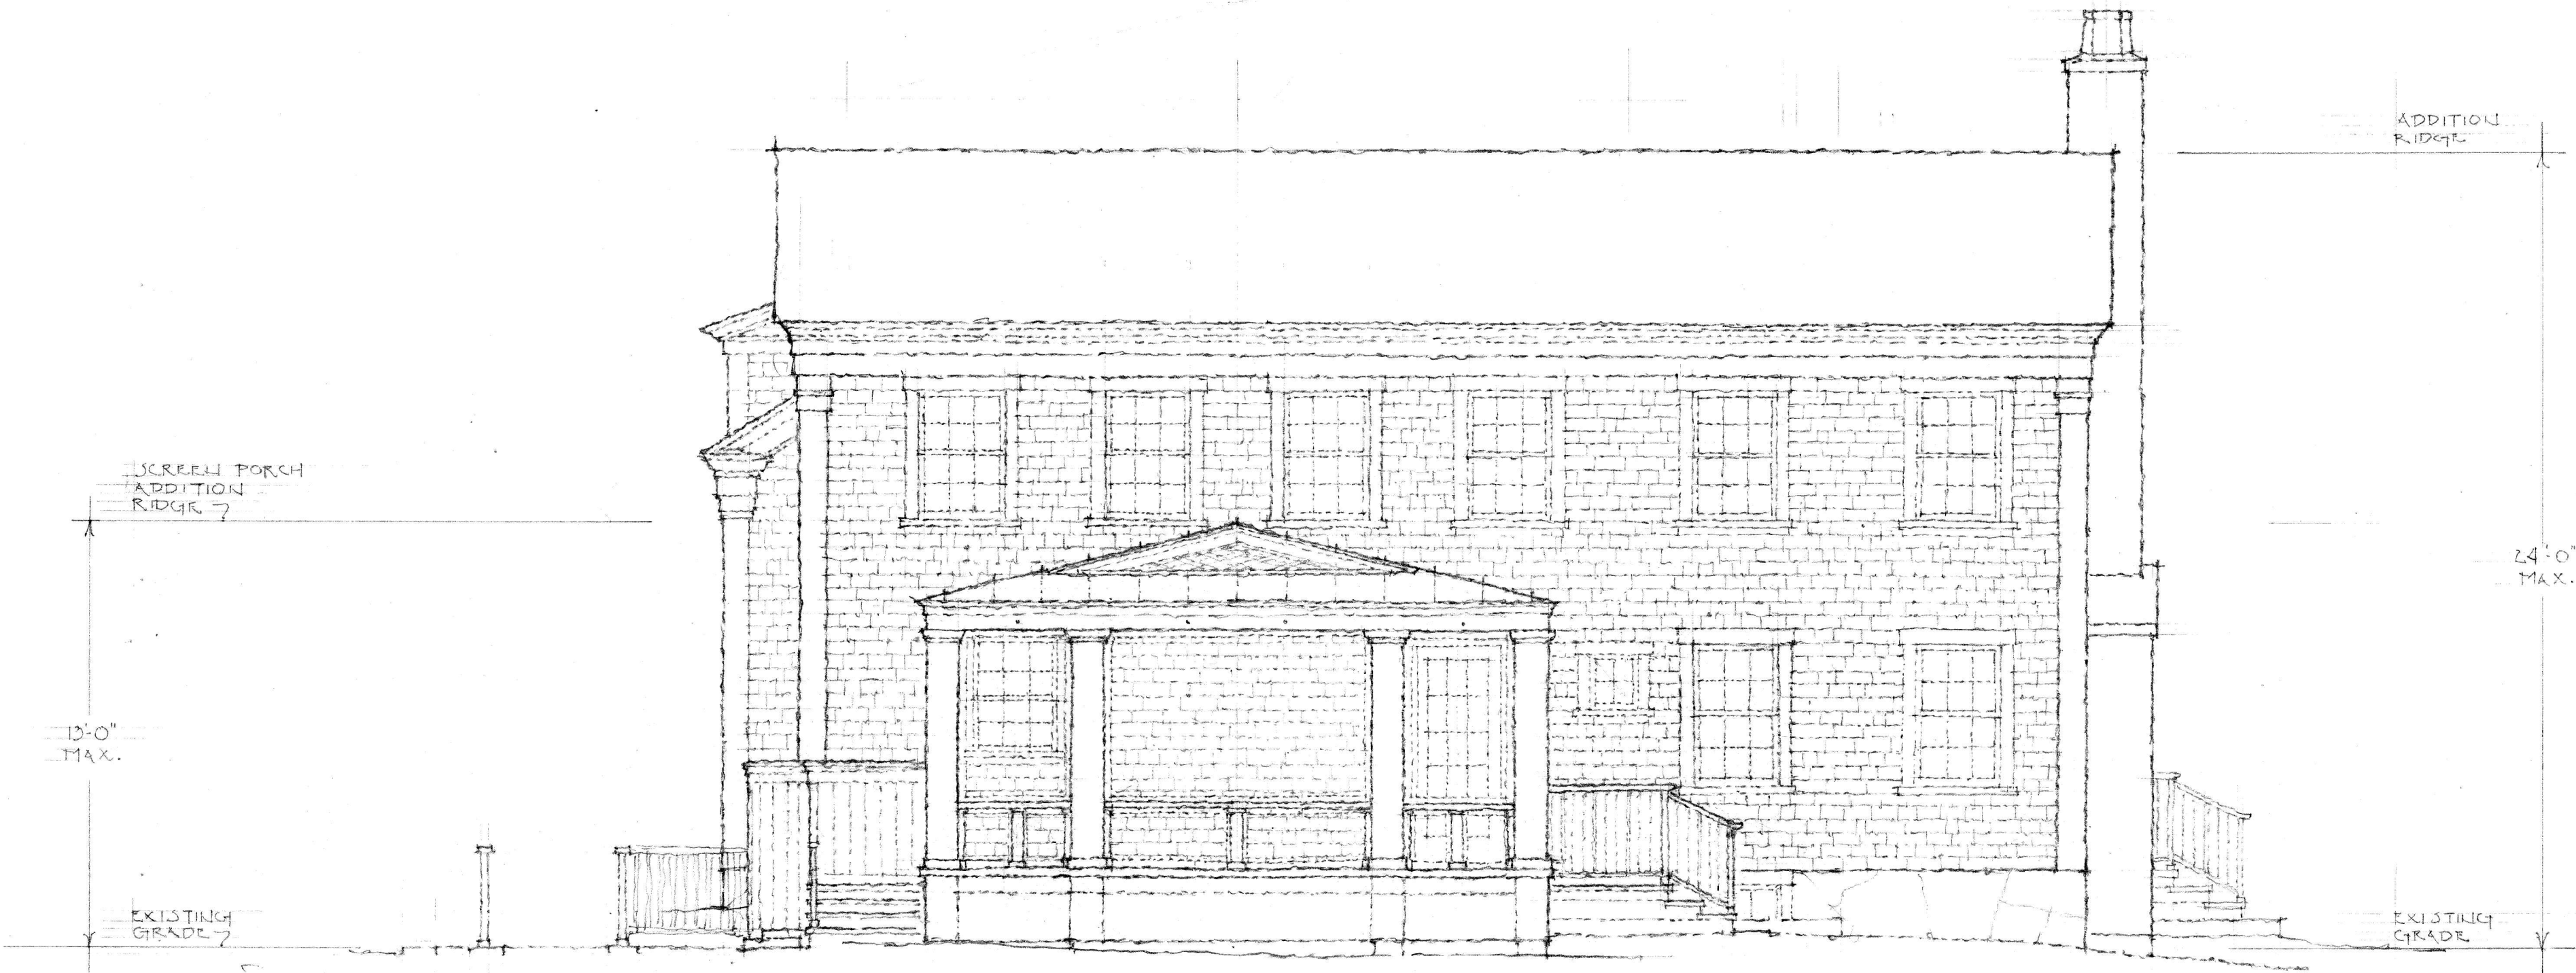 ADDITION
RIDGE
SCREEN PORCH
ADDITION
RIDGE
24'-0"
MAX.
13'-0"
MAX.
EXISTING
GRADE
EXISTING
GRADE